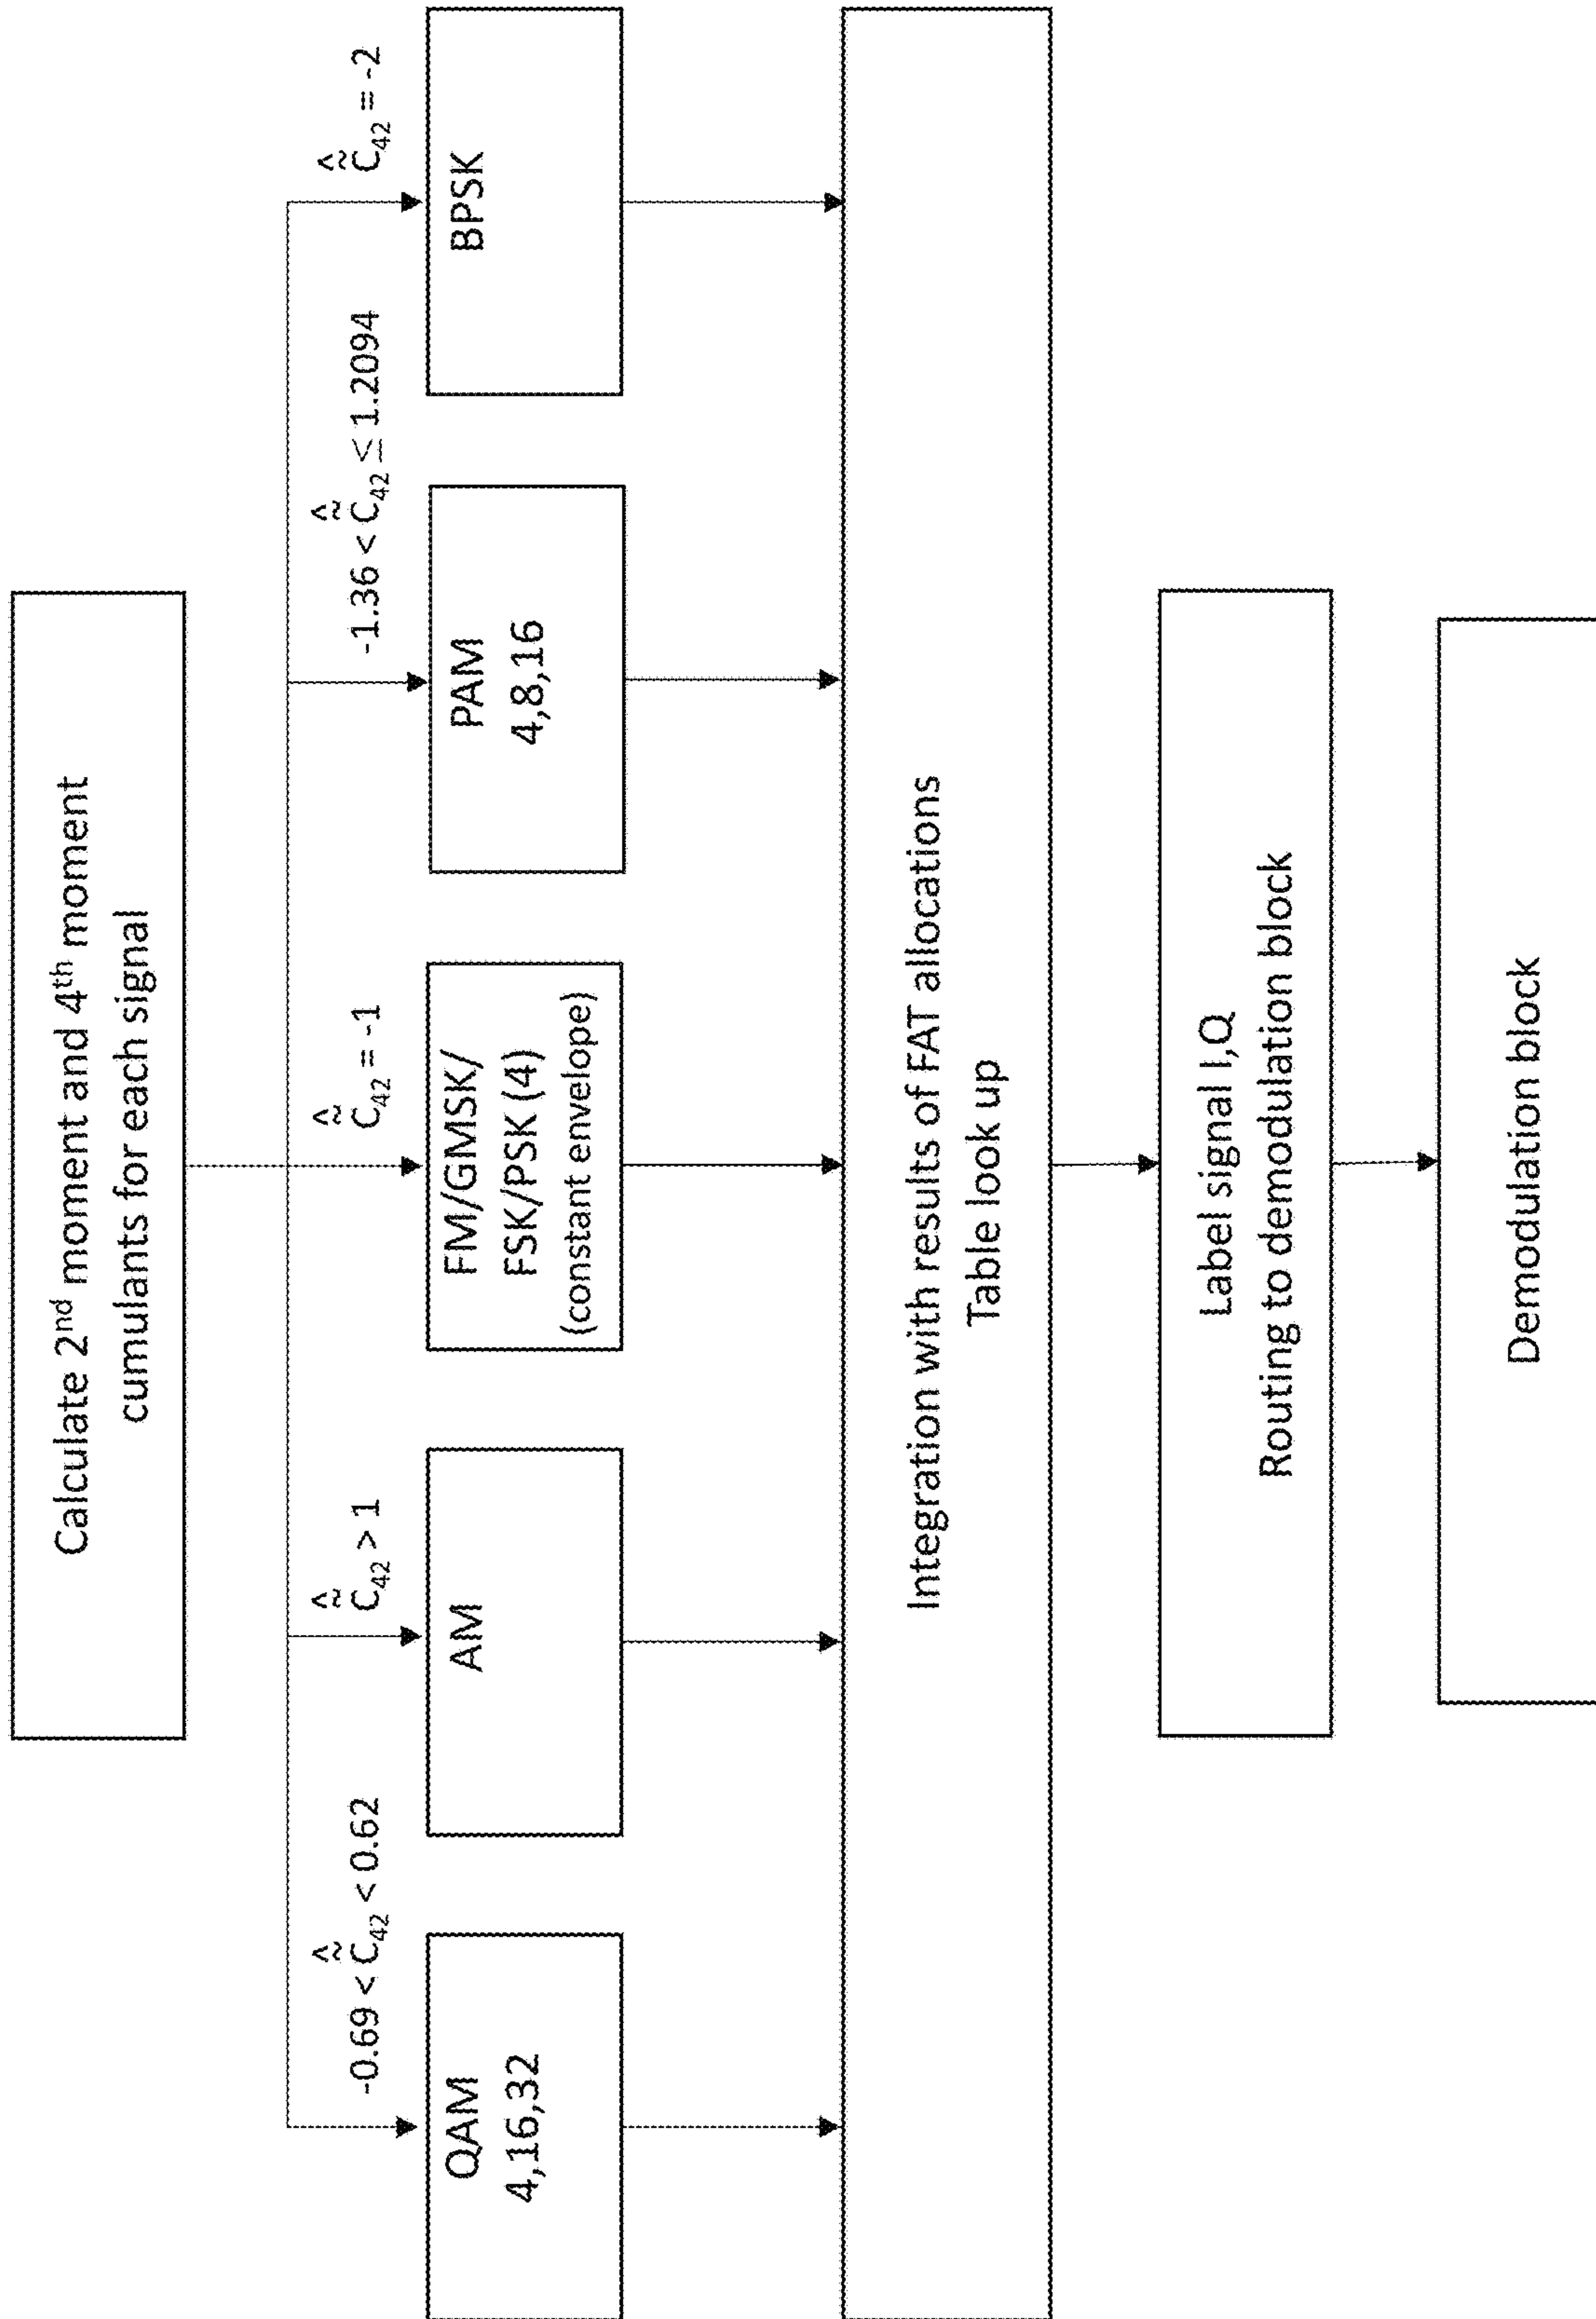 Calculate 2nd moment and 4th moment
cumulants for each signal
-0.69 < C̃̂42 < 0.62
C̃̂42 > 1
C̃̂42 = -1
-1.36 < C̃̂42 ≤ 1.2094
C̃̂42 = -2
QAM
4,16,32
AM
FM/GMSK/
FSK/PSK (4)
(constant envelope)
PAM
4,8,16
BPSK
Integration with results of FAT allocations
Table look up
Label signal I,Q
Routing to demodulation block
Demodulation block